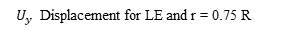 Uy Displacement for LE and r = 0.75 R